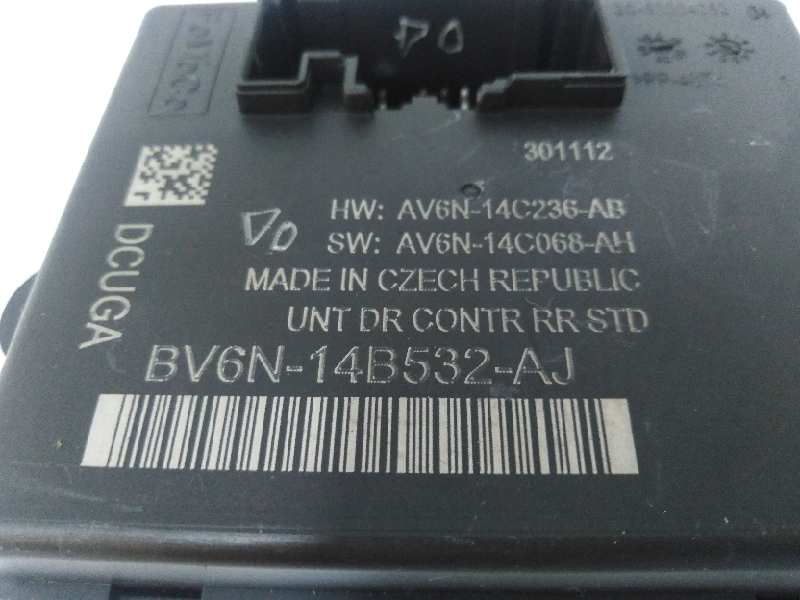 301112
HW: AV6N-14C236-AB
SW: AV6N-14C068-AH
MADE IN CZECH REPUBLIC
UNT DR CONTR RR STD
BV6N-14B532-AJ
DCUGA